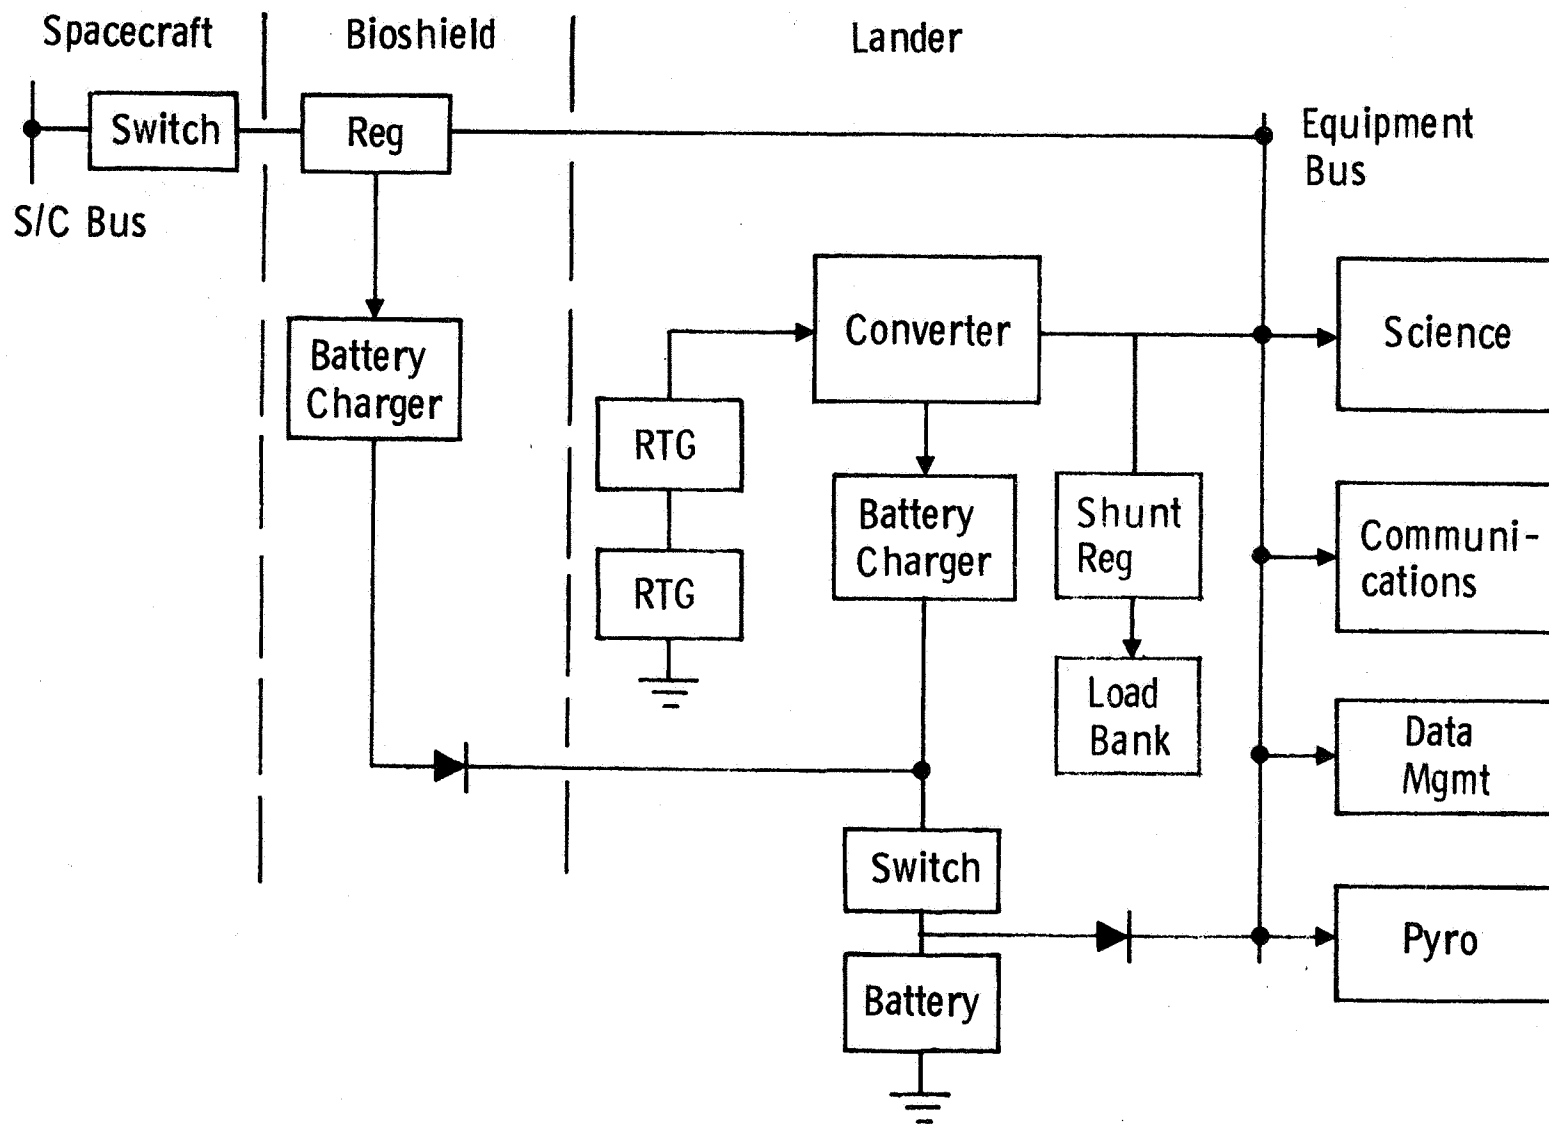 Spacecraft
Bioshield
Lander
Switch
Reg
Equipment
Bus
S/C Bus
Converter
Science
Battery
Charger
RTG
Battery
Charger
Shunt
Reg
Communi-
cations
RTG
Load
Bank
Data
Mgmt
Switch
Pyro
Battery